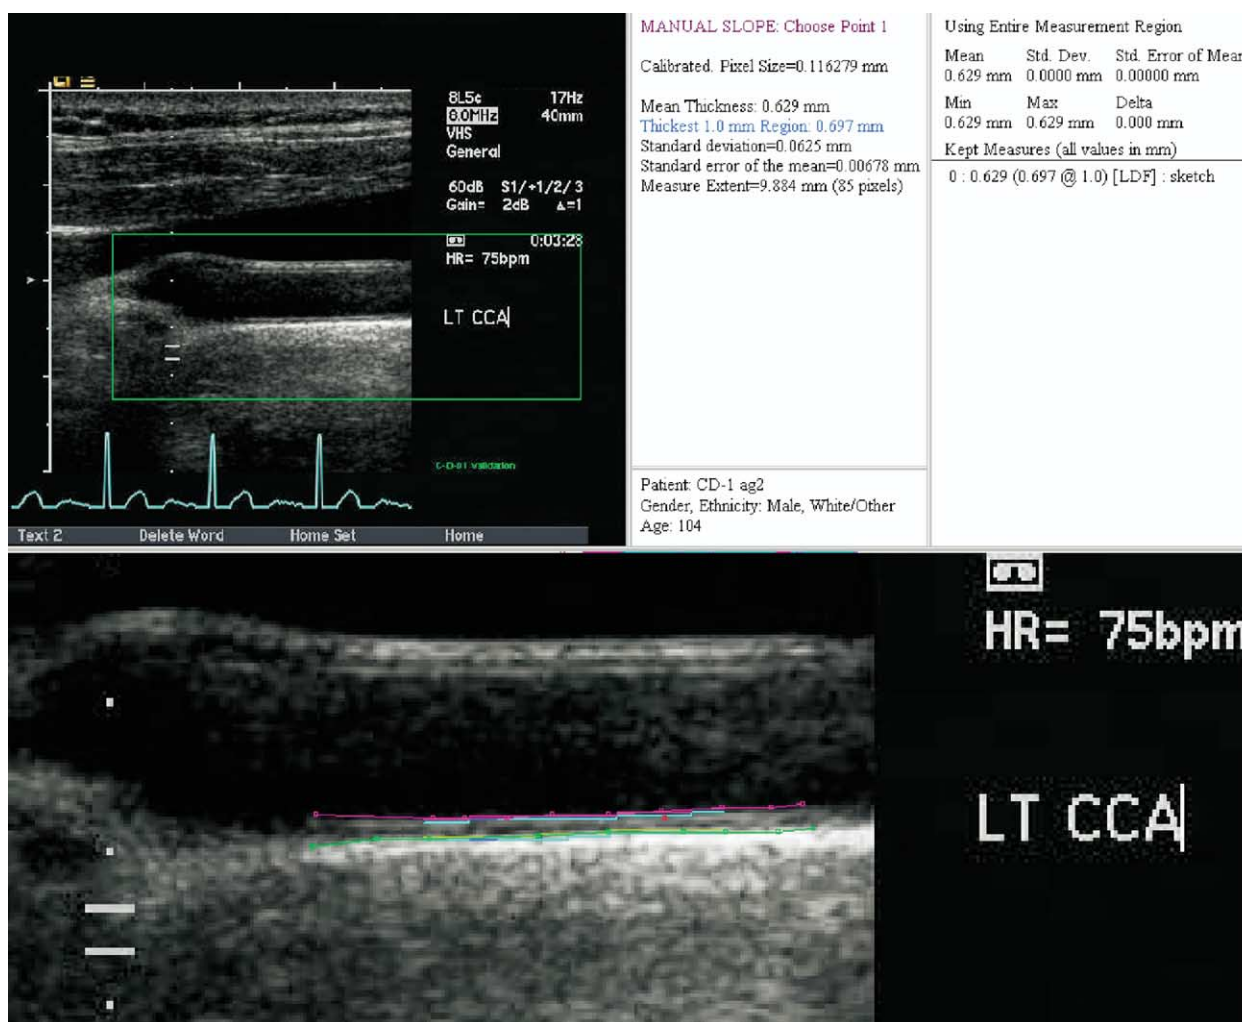 8L5c 17Hz
8.0MHz 40mm
VHS
General
60dB S1/+1/2/3
Gain= 2dB Δ=1
0:03:28
HR= 75bpm
LT CCA
C-D-01 Validation
Text 2 Delete Word Home Set Home
MANUAL SLOPE: Choose Point 1
Calibrated. Pixel Size=0.116279 mm
Mean Thickness: 0.629 mm
Thickest 1.0 mm Region: 0.697 mm
Standard deviation=0.0625 mm
Standard error of the mean=0.00678 mm
Measure Extent=9.884 mm (85 pixels)
Patient: CD-1 ag2
Gender, Ethnicity: Male, White/Other
Age: 104
Using Entire Measurement Region
Mean Std. Dev. Std. Error of Mean
0.629 mm 0.0000 mm 0.00000 mm
Min Max Delta
0.629 mm 0.629 mm 0.000 mm
Kept Measures (all values in mm)
0 : 0.629 (0.697 @ 1.0) [LDF] : sketch
HR= 75bpm
LT CCA